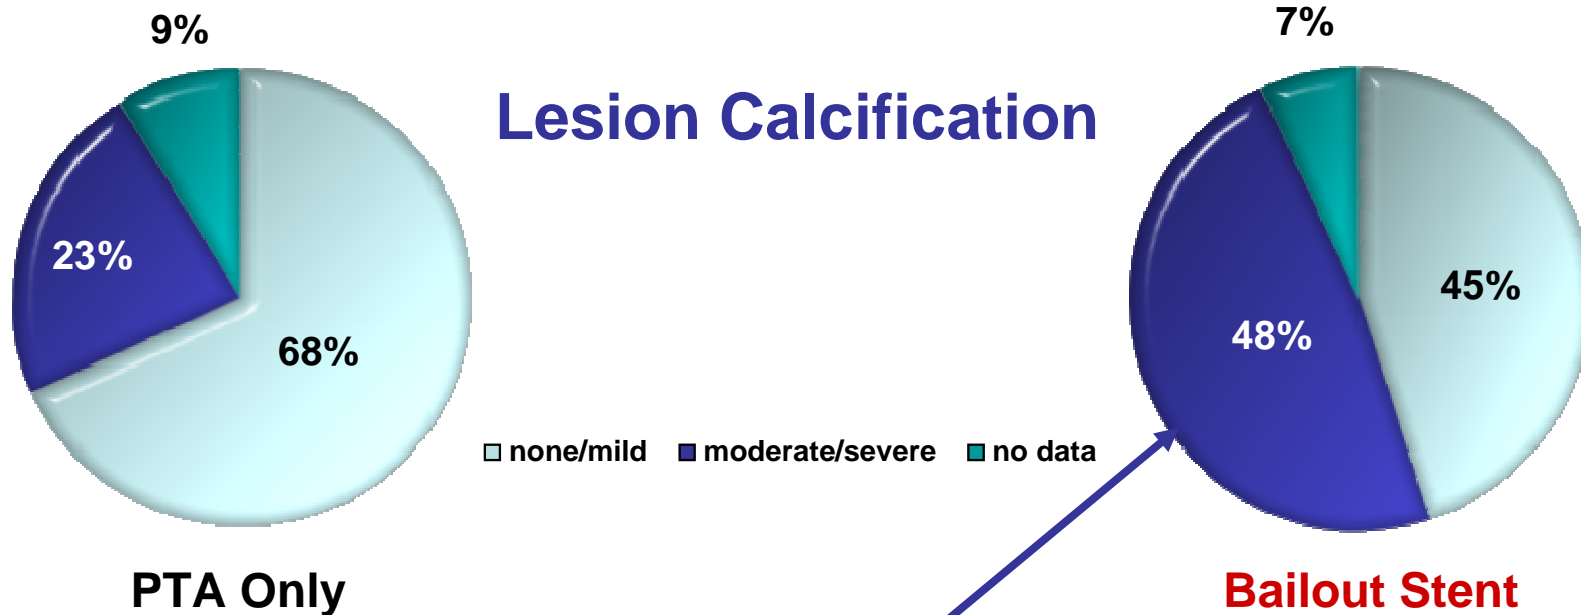 9%
7%
Lesion Calcification
23%
68%
45%
48%
none/mild moderate/severe no data
PTA Only
Bailout Stent